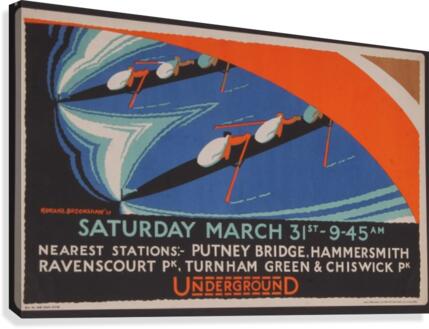 SATURDAY MARCH 31ST-9-45AM
NEAREST STATIONS:- PUTNEY BRIDGE, HAMMERSMITH
RAVENSCOURT PK, TURNHAM GREEN & CHISWICK PK
UNDERGROUND